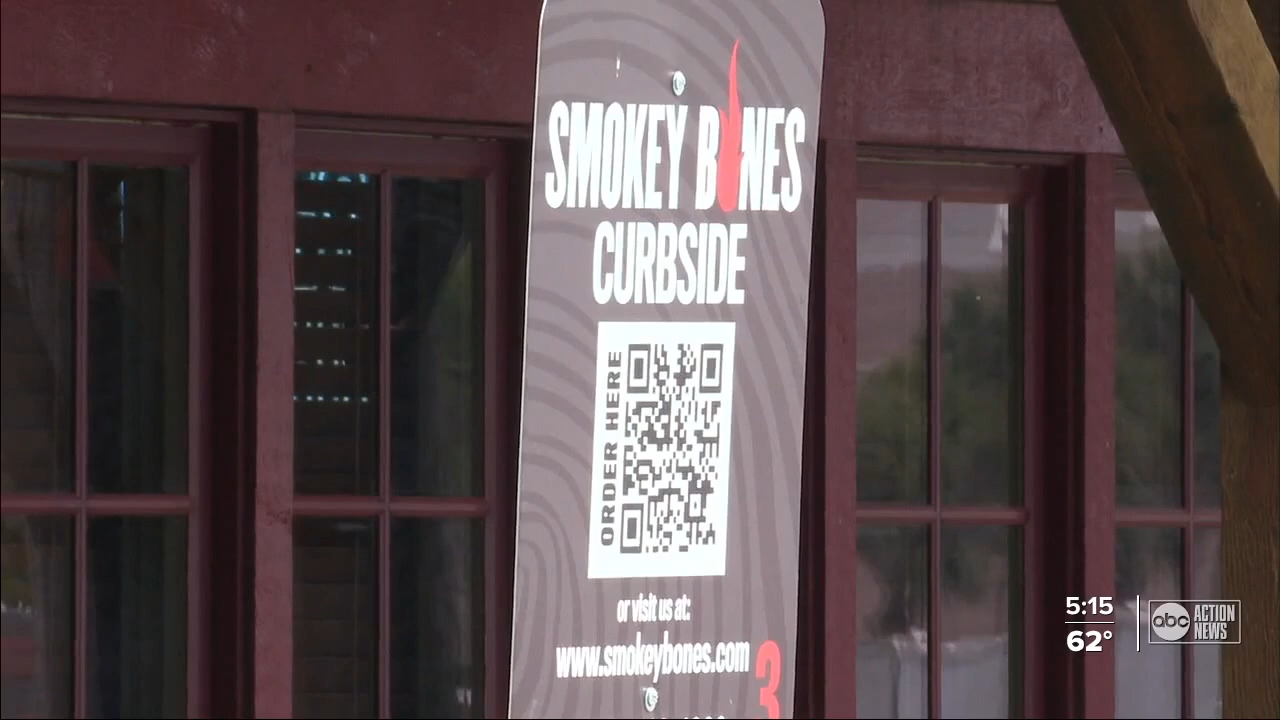 SMOKEY BONES
CURBSIDE
ORDER HERE
or visit us at:
www.smokeybones.com
3
5:15
62°
abc ACTION
NEWS